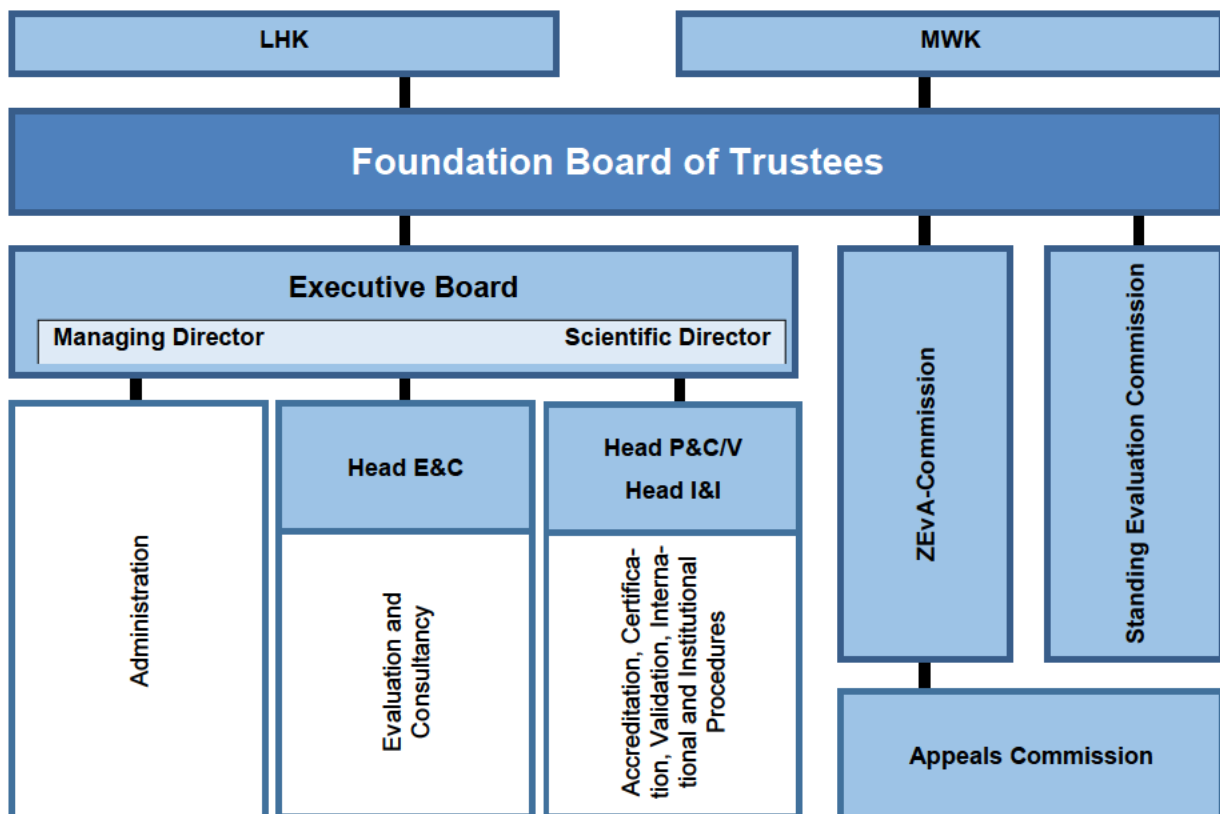 LHK
MWK
Foundation Board of Trustees
Executive Board
Managing Director
Scientific Director
Administration
Head E&C
Evaluation and
Consultancy
Head P&C/V
Head I&I
Accreditation, Certifica-
tion, Validation, Interna-
tional and Institutional
Procedures
ZEvA-Commission
Standing Evaluation Commission
Appeals Commission